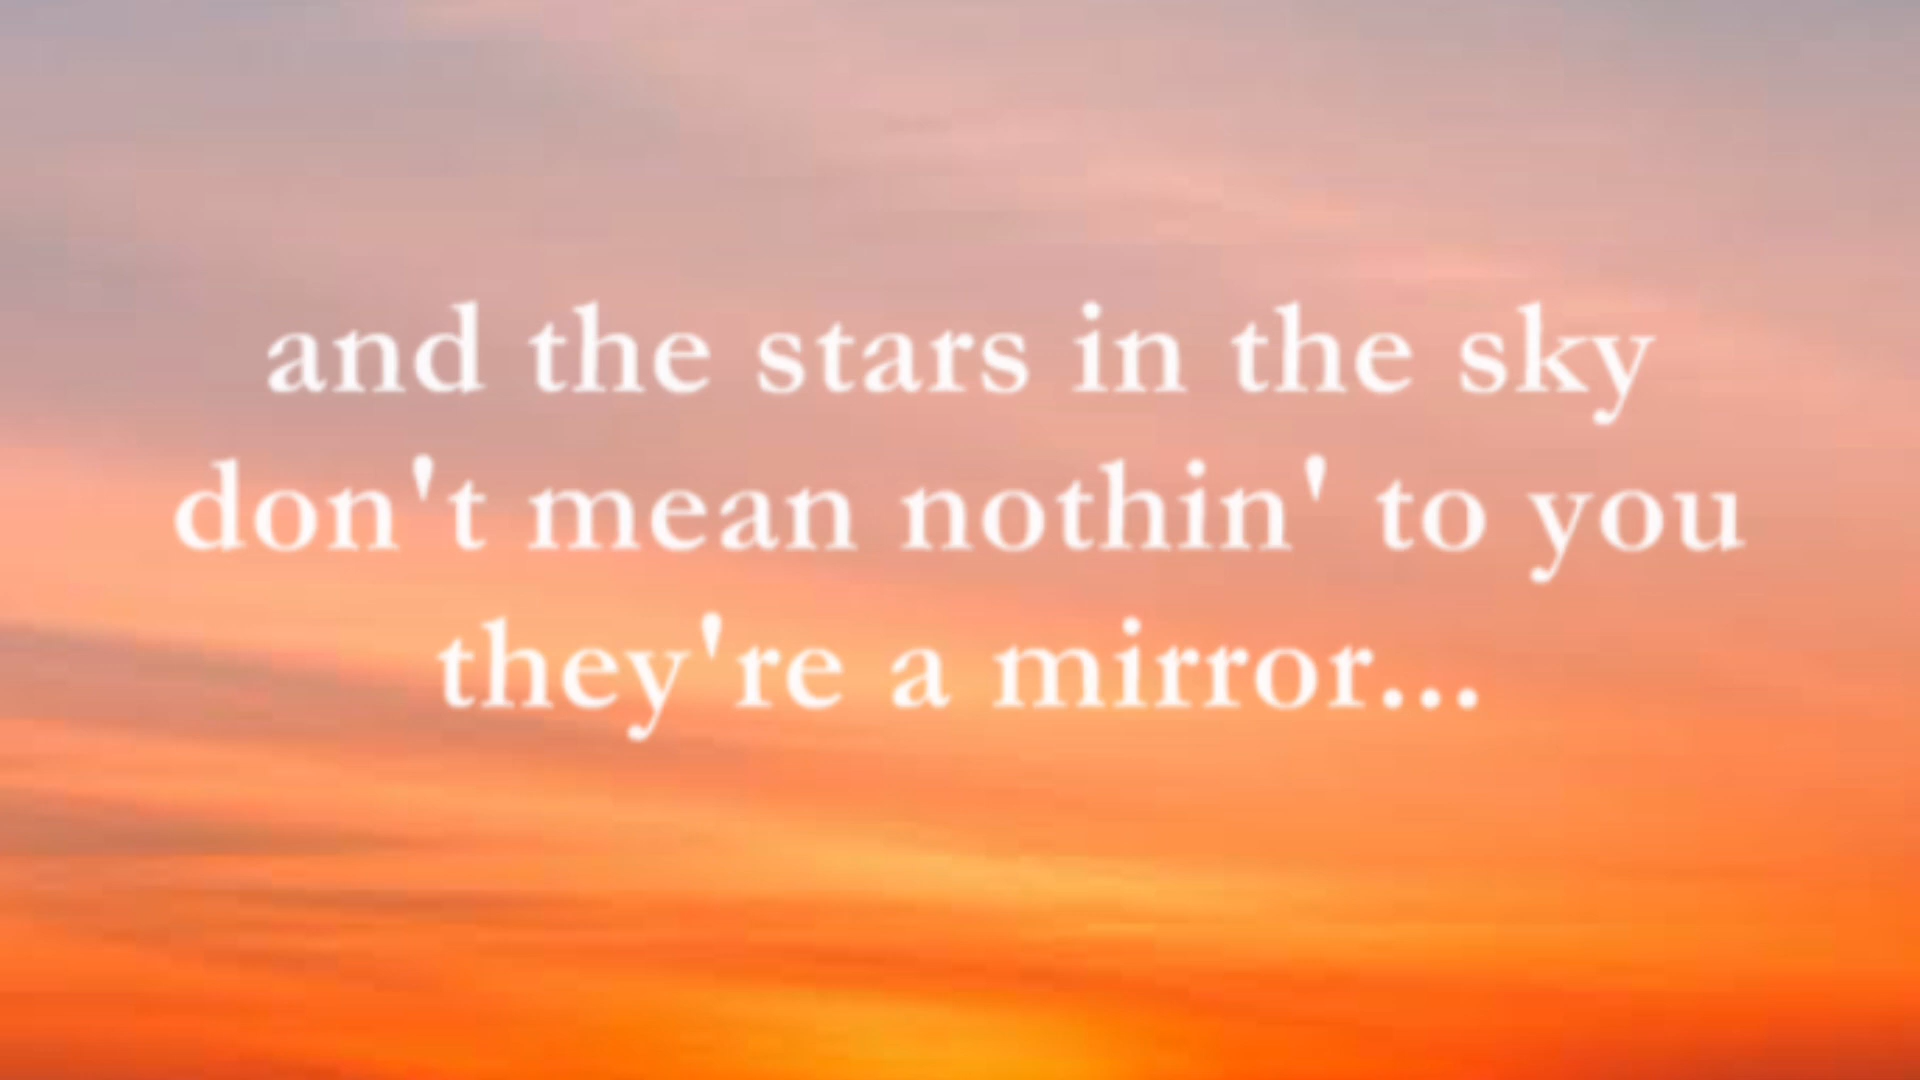 and the stars in the sky
don't mean nothin' to you
they're a mirror...